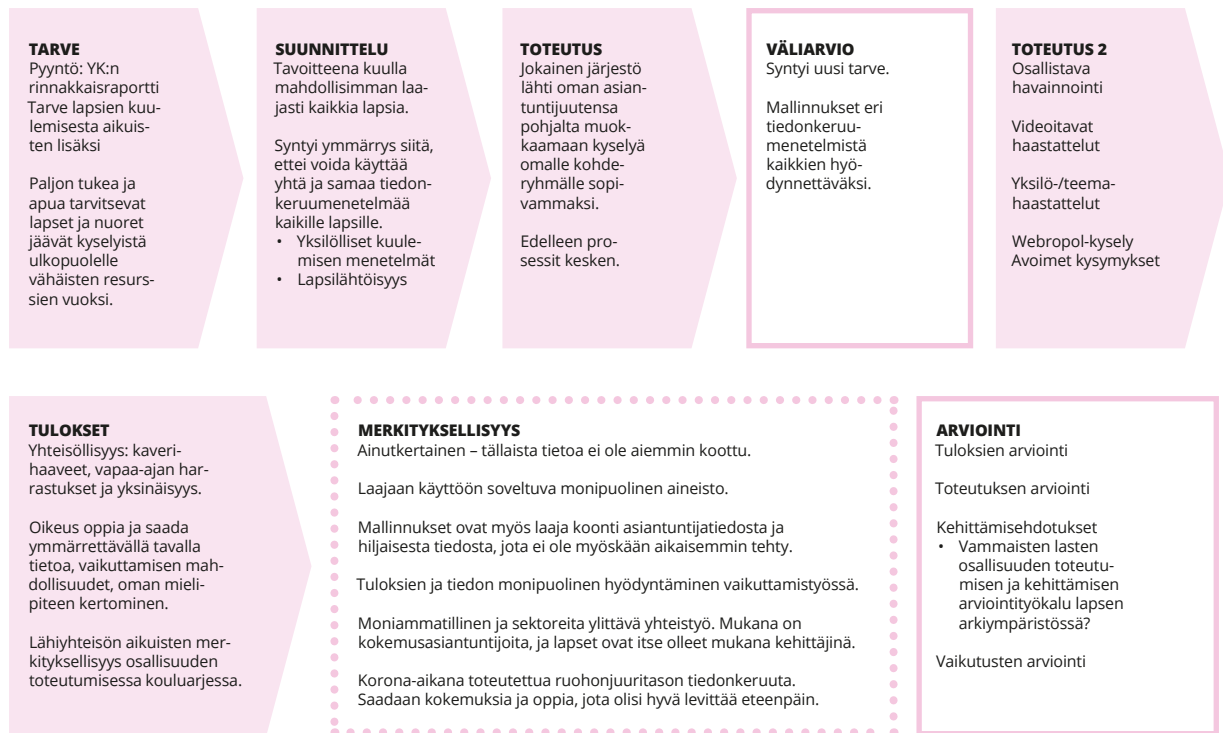 TARVE
Pyyntö: YK:n
rinnakkaisraportti
Tarve lapsien kuu-
lemisesta aikuis-
ten lisäksi
Paljon tukea ja
apua tarvitsevat
lapset ja nuoret
jäävät kyselyistä
ulkopuolelle
vähäisten resurs-
sien vuoksi.
SUUNNITTELU
Tavoitteena kuulla
mahdollisimman laa-
jasti kaikkia lapsia.
Syntyi ymmärrys siitä,
ettei voida käyttää
yhtä ja samaa tiedon-
keruumenetelmää
kaikille lapsille.
• Yksilölliset kuule-
misen menetelmät
• Lapsilähtöisyys
TOTEUTUS
Jokainen järjestö
lähti oman asian-
tuntijuutensa
pohjalta muok-
kaamaan kyselyä
omalle kohde-
ryhmälle sopi-
vammaksi.
Edelleen pro-
sessit kesken.
VÄLIARVIO
Syntyi uusi tarve.
Mallinnukset eri
tiedonkeruu-
menetelmistä
kaikkien hyö-
dynnettäväksi.
TOTEUTUS 2
Osallistava
havainnointi
Videoitavat
haastattelut
Yksilö-/teema-
haastattelut
Webropol-kysely
Avoimet kysymykset
TULOKSET
Yhteisöllisyys: kaveri-
haaveet, vapaa-ajan har-
rastukset ja yksinäisyys.
Oikeus oppia ja saada
ymmärrettävällä tavalla
tietoa, vaikuttamisen mah-
dollisuudet, oman mieli-
piteen kertominen.
Lähiyhteisön aikuisten mer-
kityksellisyys osallisuuden
toteutumisessa kouluarjessa.
MERKITYKSELLISYYS
Ainutkertainen – tällaista tietoa ei ole aiemmin koottu.
Laajaan käyttöön soveltuva monipuolinen aineisto.
Mallinnukset ovat myös laaja koonti asiantuntijatiedosta ja
hiljaisesta tiedosta, jota ei ole myöskään aikaisemmin tehty.
Tuloksien ja tiedon monipuolinen hyödyntäminen vaikuttamistyössä.
Moniammatillinen ja sektoreita ylittävä yhteistyö. Mukana on
kokemusasiantuntijoita, ja lapset ovat itse olleet mukana kehittäjinä.
Korona-aikana toteutettua ruohonjuuritason tiedonkeruuta.
Saadaan kokemuksia ja oppia, jota olisi hyvä levittää eteenpäin.
ARVIOINTI
Tuloksien arviointi
Toteutuksen arviointi
Kehittämisehdotukset
• Vammaisten lasten
osallisuuden toteutu-
misen ja kehittämisen
arviointityökalu lapsen
arkiympäristössä?
Vaikutusten arviointi